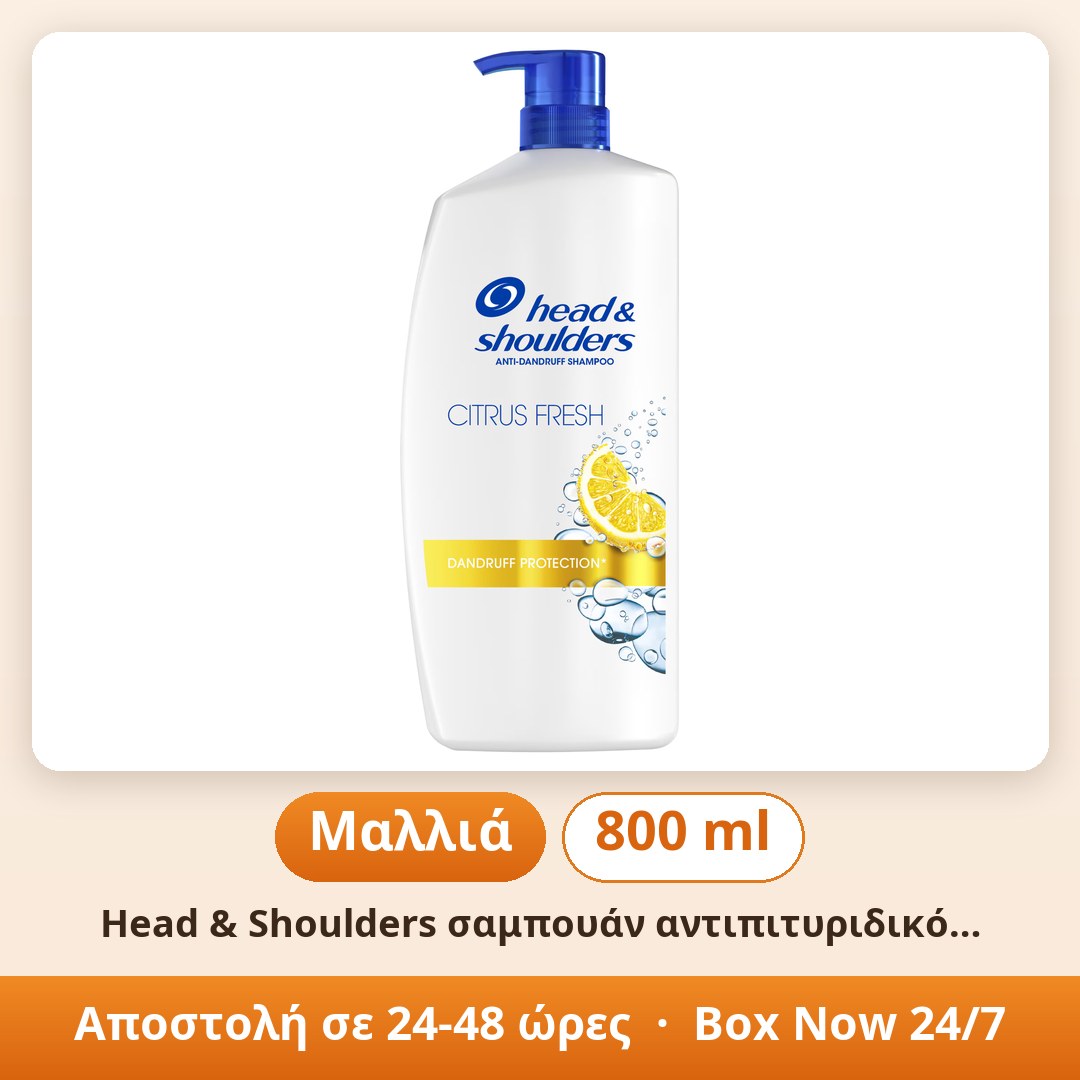 head &
shoulders
ANTI-DANDRUFF SHAMPOO
CITRUS FRESH
DANDRUFF PROTECTION*
Μαλλιά
800 ml
Head & Shoulders σαμπουάν αντιπιτυριδικό...
Αποστολή σε 24-48 ώρες · Box Now 24/7